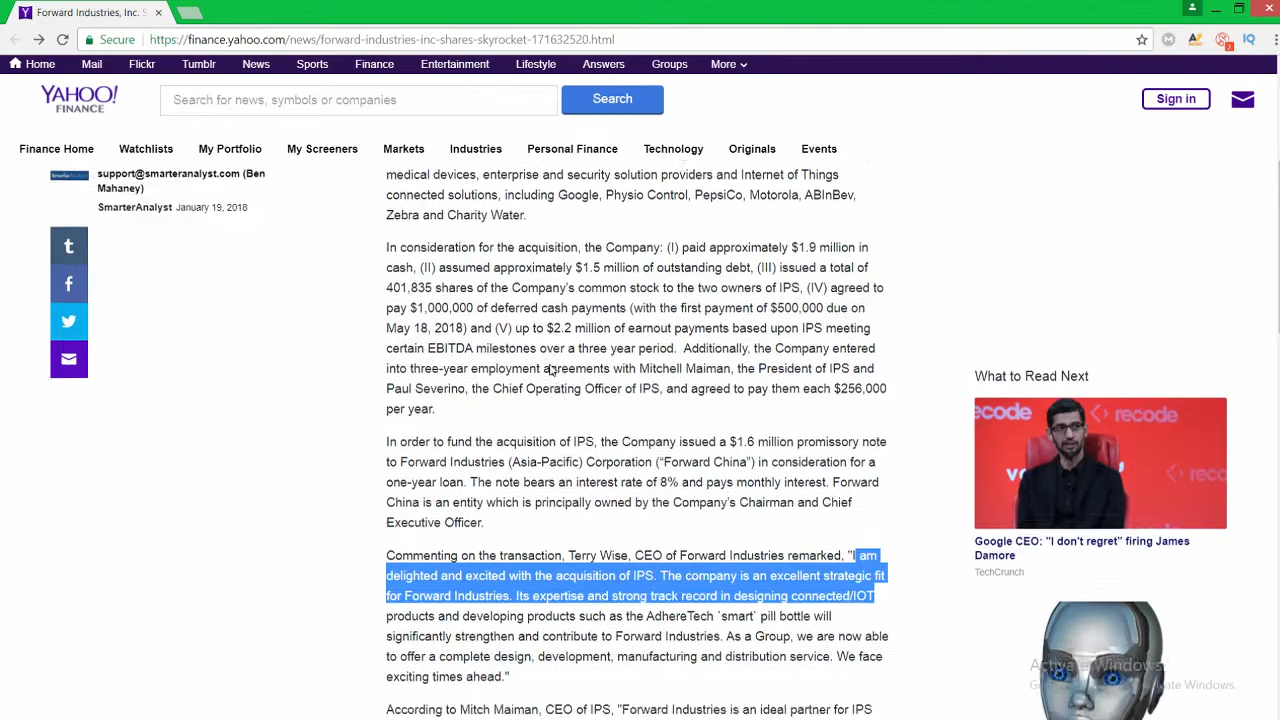 Forward Industries, Inc. S
Secure
https://finance.yahoo.com/news/forward-industries-inc-shares-skyrocket-171632520.html
2
IQ
Home Mail Flickr Tumblr News Sports Finance Entertainment Lifestyle Answers Groups More
YAHOO!
FINANCE
Search for news, symbols or companies
Search
Sign in
Finance Home Watchlists My Portfolio My Screeners Markets Industries Personal Finance Technology Originals Events
support@smarteranalyst.com (Ben
Mahaney)
SmarterAnalyst January 19, 2018
t
f
medical devices, enterprise and security solution providers and Internet of Things
connected solutions, including Google, Physio Control, PepsiCo, Motorola, ABInBev,
Zebra and Charity Water.
In consideration for the acquisition, the Company: (I) paid approximately $1.9 million in
cash, (II) assumed approximately $1.5 million of outstanding debt, (III) issued a total of
401,835 shares of the Company's common stock to the two owners of IPS, (IV) agreed to
pay $1,000,000 of deferred cash payments (with the first payment of $500,000 due on
May 18, 2018) and (V) up to $2.2 million of earnout payments based upon IPS meeting
certain EBITDA milestones over a three year period.  Additionally, the Company entered
into three-year employment agreements with Mitchell Maiman, the President of IPS and
Paul Severino, the Chief Operating Officer of IPS, and agreed to pay them each $256,000
per year.
In order to fund the acquisition of IPS, the Company issued a $1.6 million promissory note
to Forward Industries (Asia-Pacific) Corporation (“Forward China”) in consideration for a
one-year loan. The note bears an interest rate of 8% and pays monthly interest. Forward
China is an entity which is principally owned by the Company's Chairman and Chief
Executive Officer.
Commenting on the transaction, Terry Wise, CEO of Forward Industries remarked, "I am
delighted and excited with the acquisition of IPS. The company is an excellent strategic fit
for Forward Industries. Its expertise and strong track record in designing connected/IOT
products and developing products such as the AdhereTech `smart` pill bottle will
significantly strengthen and contribute to Forward Industries. As a Group, we are now able
to offer a complete design, development, manufacturing and distribution service. We face
exciting times ahead."
According to Mitch Maiman, CEO of IPS, "Forward Industries is an ideal partner for IPS
What to Read Next
ecode
recode
Google CEO: "I don't regret" firing James
Damore
TechCrunch
Activate Windows